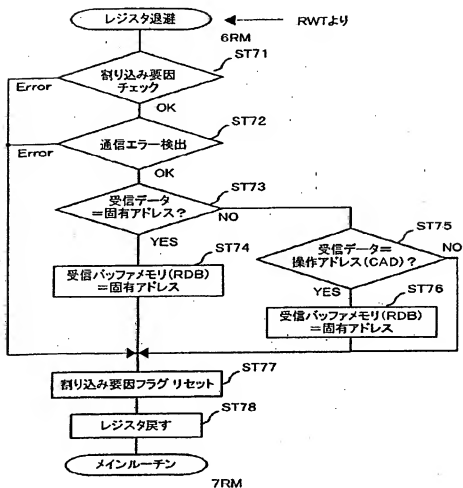 レジスタ退避
RWTより
6RM
ST71
割り込み要因
チェック
Error
OK
ST72
通信エラー検出
Error
OK
ST73
受信データ
=固有アドレス?
NO
YES
ST74
受信バッファメモリ(RDB)
=固有アドレス
ST75
受信データ=
操作アドレス(CAD)?
NO
YES
ST76
受信バッファメモリ(RDB)
=固有アドレス
ST77
割り込み要因フラグ リセット
ST78
レジスタ戻す
メインルーチン
7RM